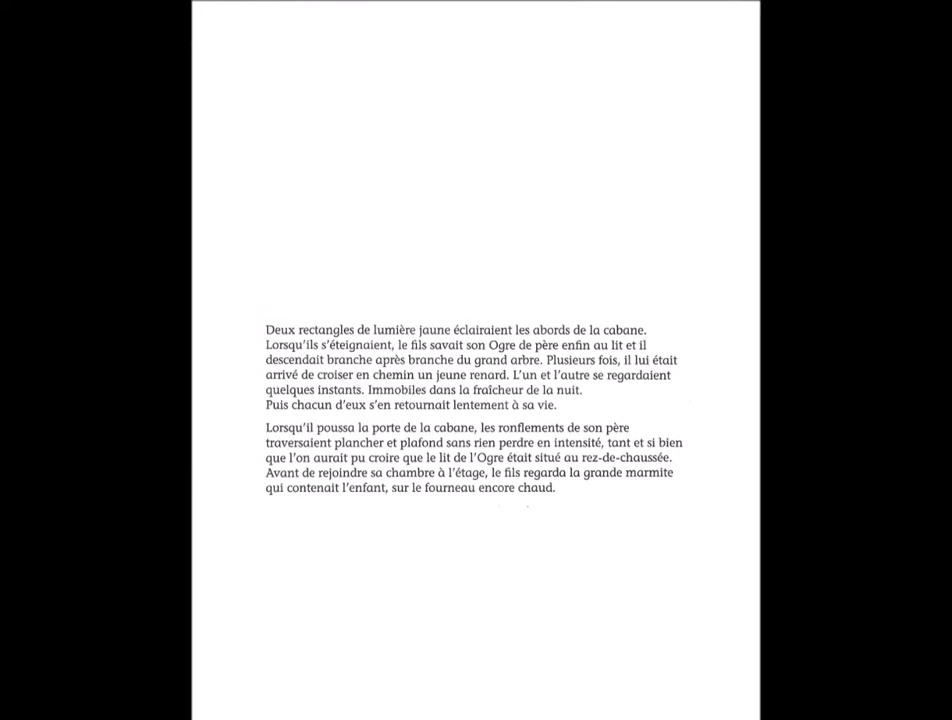 Deux rectangles de lumière jaune éclairaient les abords de la cabane.
Lorsqu'ils s'éteignaient, le fils savait son Ogre de père enfin au lit et il
descendait branche après branche du grand arbre. Plusieurs fois, il lui était
arrivé de croiser en chemin un jeune renard. L'un et l'autre se regardaient
quelques instants. Immobiles dans la fraîcheur de la nuit.
Puis chacun d'eux s'en retournait lentement à sa vie.
Lorsqu'il poussa la porte de la cabane, les ronflements de son père
traversaient plancher et plafond sans rien perdre en intensité, tant et si bien
que l'on aurait pu croire que le lit de l'Ogre était situé au rez-de-chaussée.
Avant de rejoindre sa chambre à l'étage, le fils regarda la grande marmite
qui contenait l'enfant, sur le fourneau encore chaud.